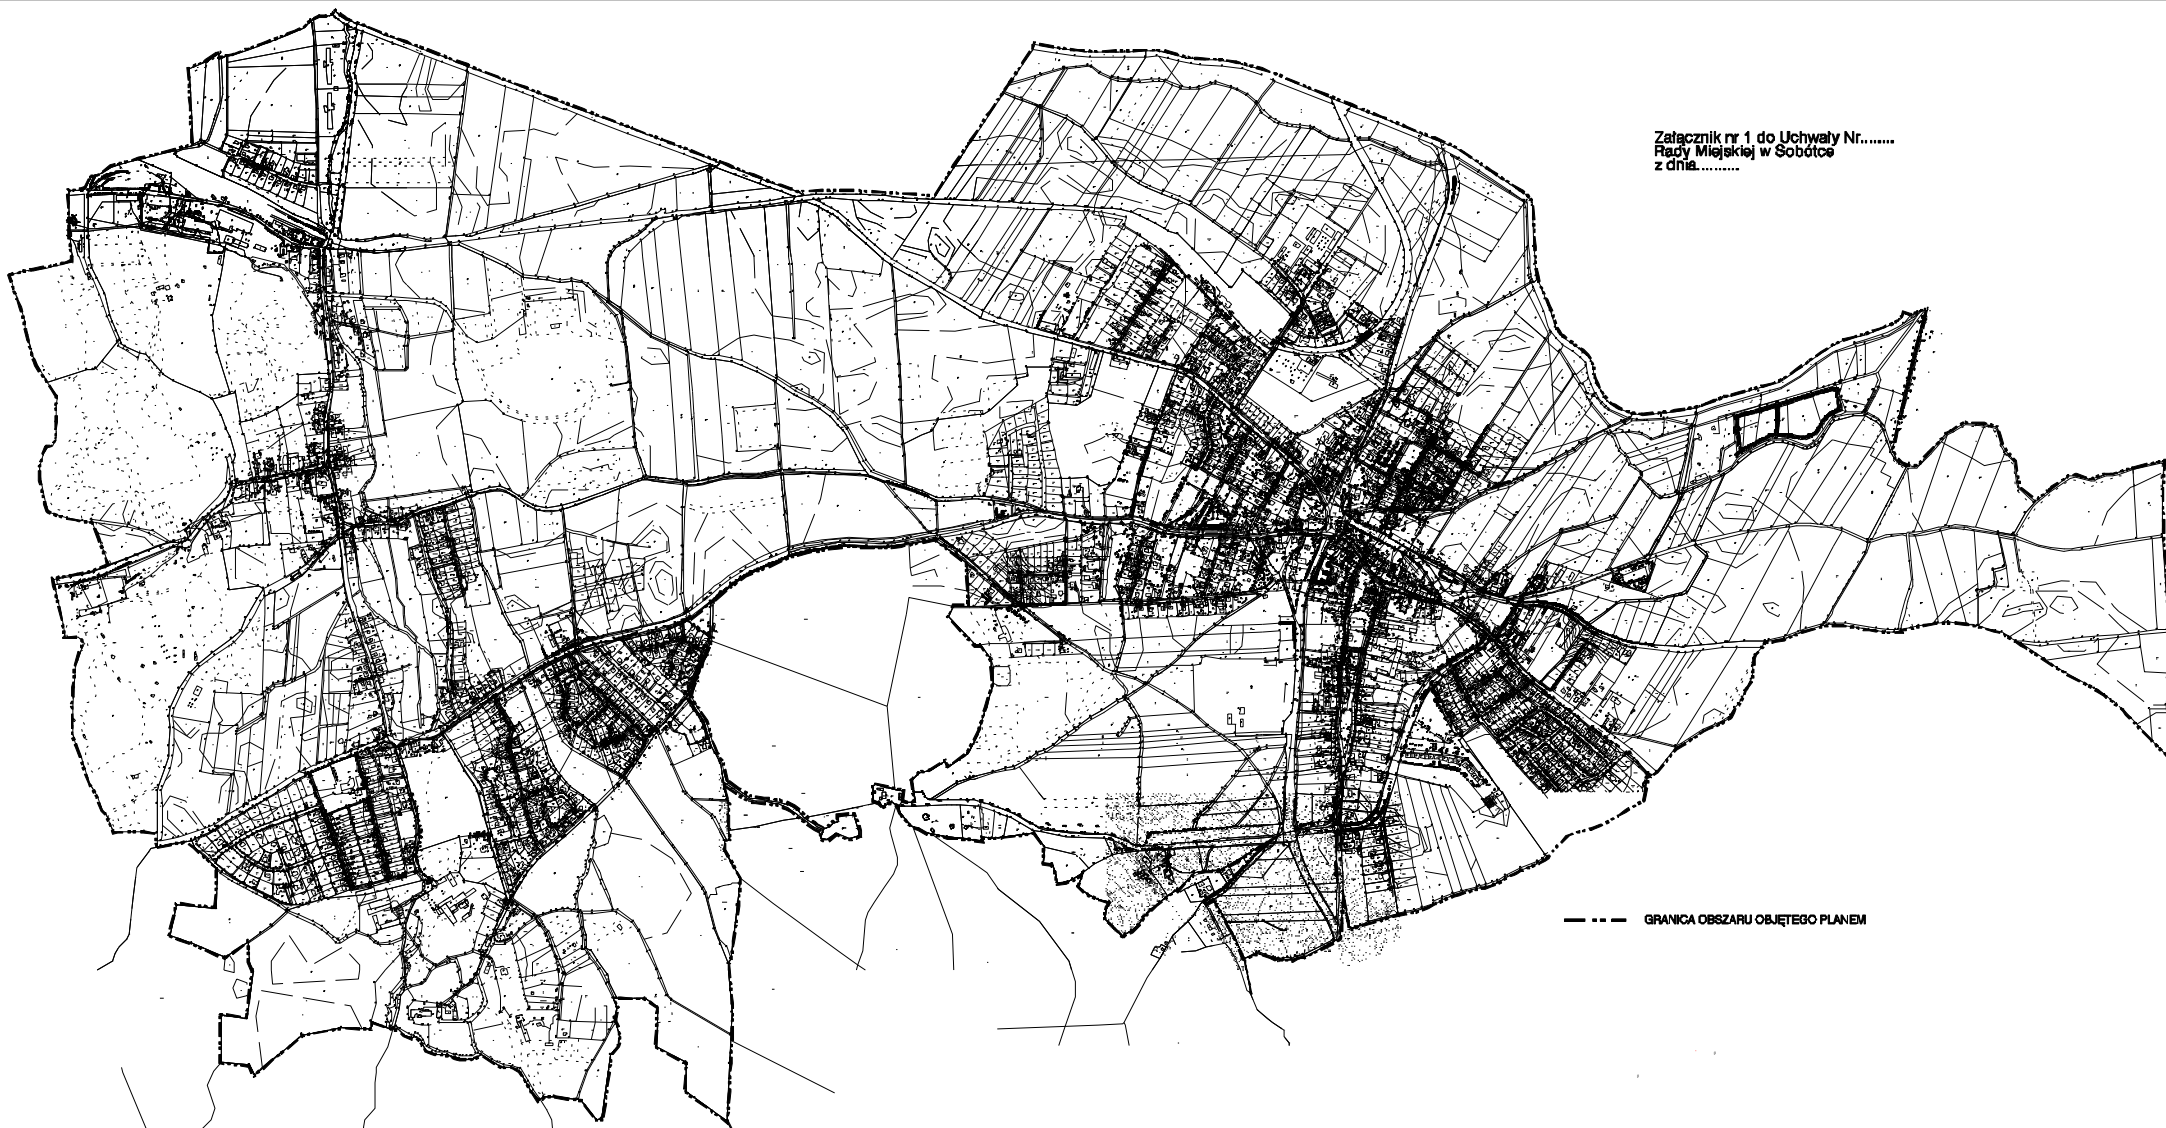 Załącznik nr 1 do Uchwały Nr.........
Rady Miejskiej w Sobótce
z dnia...........
GRANICA OBSZARU OBJĘTEGO PLANEM